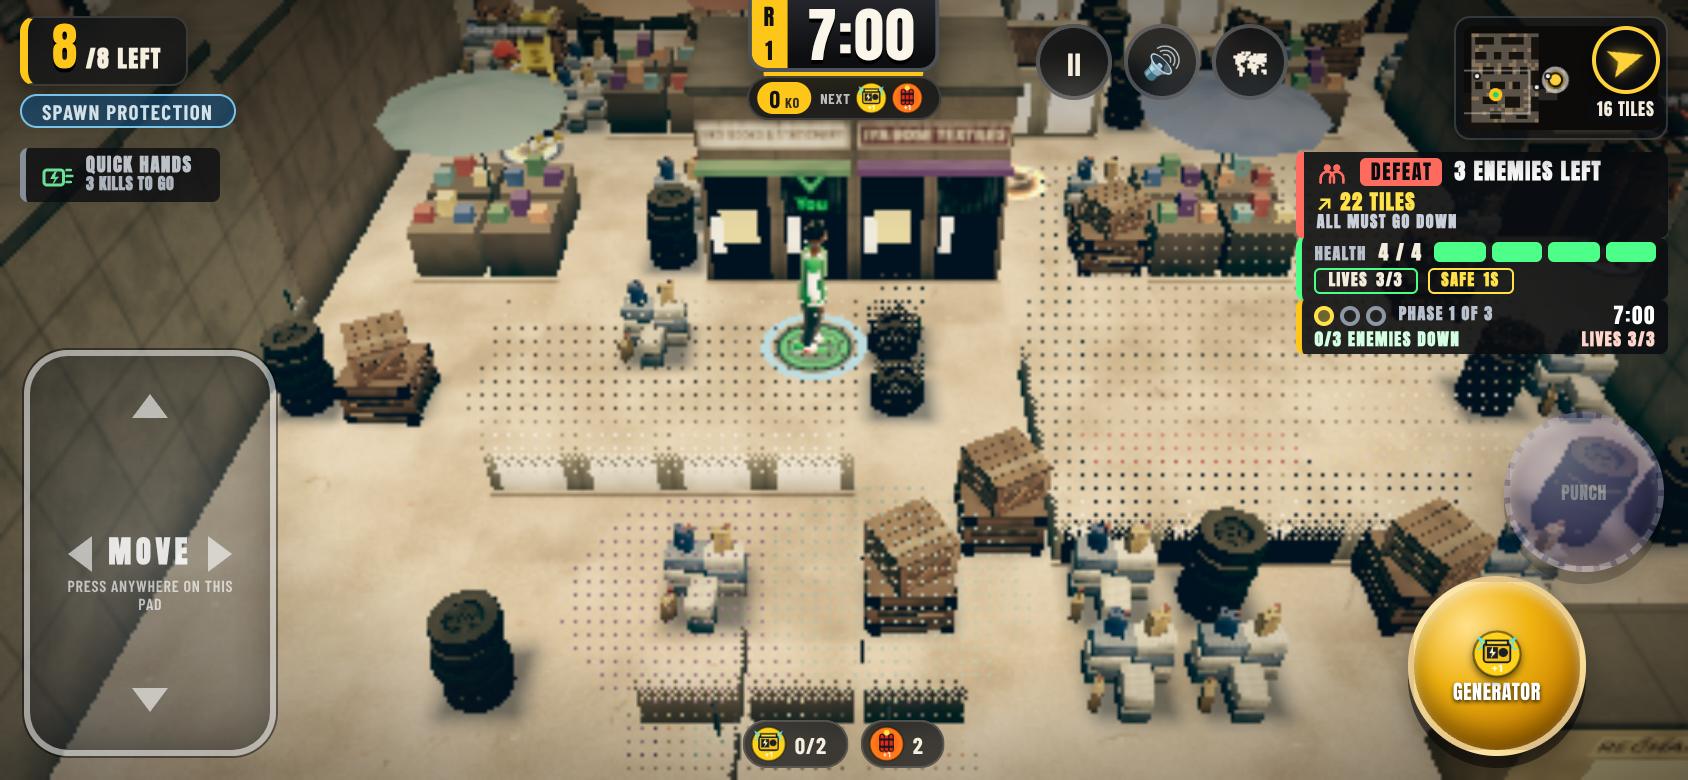 8 /8 LEFT
SPAWN PROTECTION
QUICK HANDS
3 KILLS TO GO
R
1
7:00
0 KO NEXT
16 TILES
DEFEAT 3 ENEMIES LEFT
22 TILES
ALL MUST GO DOWN
HEALTH 4 / 4
LIVES 3/3 SAFE 1S
PHASE 1 OF 3 7:00
0/3 ENEMIES DOWN LIVES 3/3
You
MOVE
PRESS ANYWHERE ON THIS
PAD
PUNCH
+1
GENERATOR
0/2
2